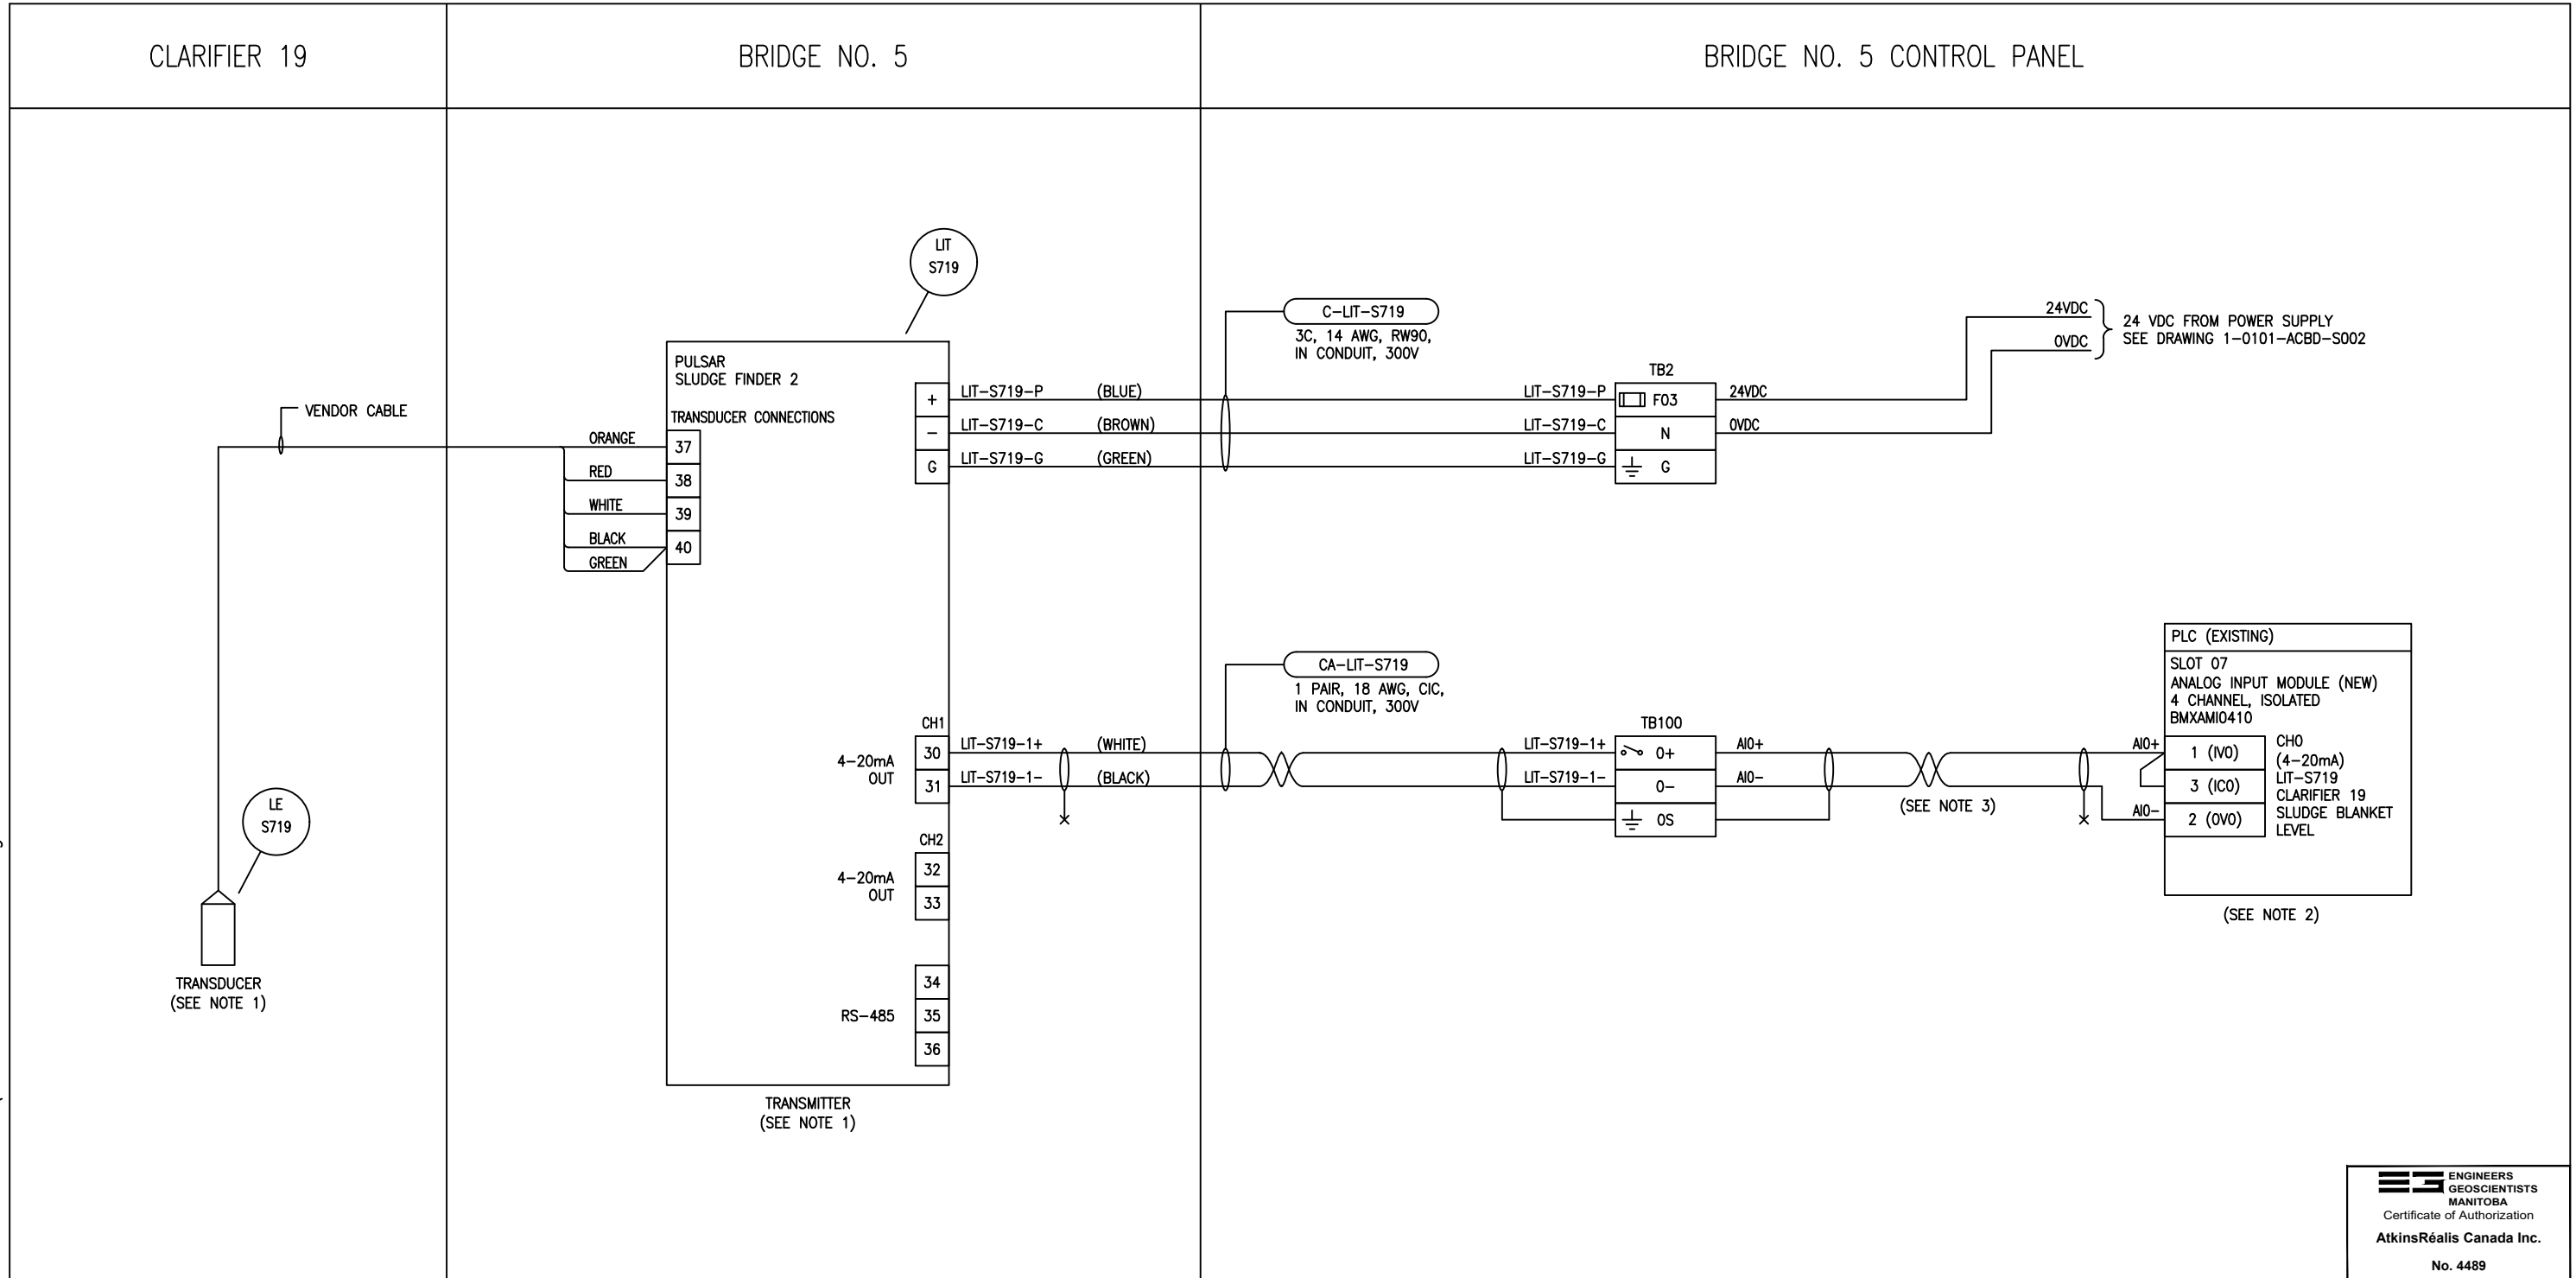 CLARIFIER 19
BRIDGE NO. 5
BRIDGE NO. 5 CONTROL PANEL
VENDOR CABLE
LE
S719
TRANSDUCER
(SEE NOTE 1)
LIT
S719
PULSAR
SLUDGE FINDER 2
TRANSDUCER CONNECTIONS
ORANGE
37
RED
38
WHITE
39
BLACK
40
GREEN
+
LIT-S719-P
(BLUE)
-
LIT-S719-C
(BROWN)
G
LIT-S719-G
(GREEN)
CH1
4-20mA
OUT
30
LIT-S719-1+
(WHITE)
31
LIT-S719-1-
(BLACK)
CH2
4-20mA
OUT
32
33
RS-485
34
35
36
TRANSMITTER
(SEE NOTE 1)
C-LIT-S719
3C, 14 AWG, RW90,
IN CONDUIT, 300V
TB2
LIT-S719-P
F03
24VDC
LIT-S719-C
N
0VDC
LIT-S719-G
G
24VDC
0VDC
24 VDC FROM POWER SUPPLY
SEE DRAWING 1-0101-ACBD-S002
CA-LIT-S719
1 PAIR, 18 AWG, CIC,
IN CONDUIT, 300V
TB100
LIT-S719-1+
0+
AI0+
LIT-S719-1-
0-
AI0-
0S
(SEE NOTE 3)
PLC (EXISTING)
SLOT 07
ANALOG INPUT MODULE (NEW)
4 CHANNEL, ISOLATED
BMXAMI0410
AI0+
1 (IV0)
3 (IC0)
AI0-
2 (0V0)
CH0
(4-20mA)
LIT-S719
CLARIFIER 19
SLUDGE BLANKET
LEVEL
(SEE NOTE 2)
ENGINEERS
GEOSCIENTISTS
MANITOBA
Certificate of Authorization
AtkinsRéalis Canada Inc.
No. 4489